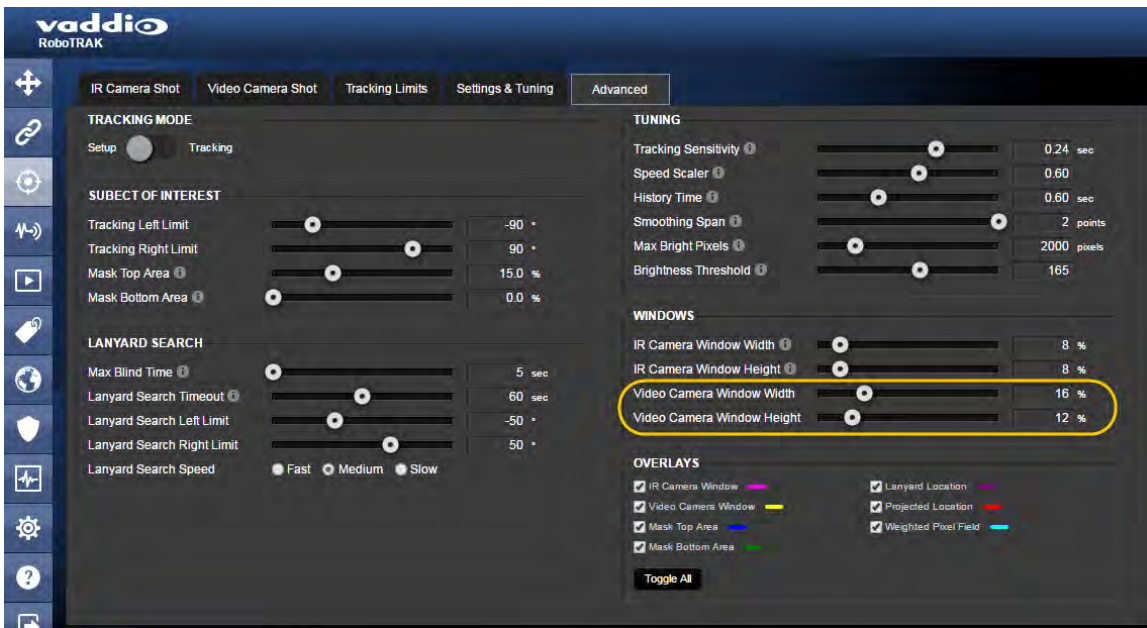 vaddio
RoboTRAK
IR Camera Shot Video Camera Shot Tracking Limits Settings & Tuning Advanced
TRACKING MODE
Setup Tracking
SUBECT OF INTEREST
Tracking Left Limit -90 °
Tracking Right Limit 90 °
Mask Top Area 15.0 %
Mask Bottom Area 0.0 %
LANYARD SEARCH
Max Blind Time 5 sec
Lanyard Search Timeout 60 sec
Lanyard Search Left Limit -50 °
Lanyard Search Right Limit 50 °
Lanyard Search Speed Fast Medium Slow
TUNING
Tracking Sensitivity 0.24 sec
Speed Scaler 0.60
History Time 0.60 sec
Smoothing Span 2 points
Max Bright Pixels 2000 pixels
Brightness Threshold 165
WINDOWS
IR Camera Window Width 8 %
IR Camera Window Height 8 %
Video Camera Window Width 16 %
Video Camera Window Height 12 %
OVERLAYS
IR Camera Window Lanyard Location
Video Camera Window Projected Location
Mask Top Area Weighted Pixel Field
Mask Bottom Area
Toggle All